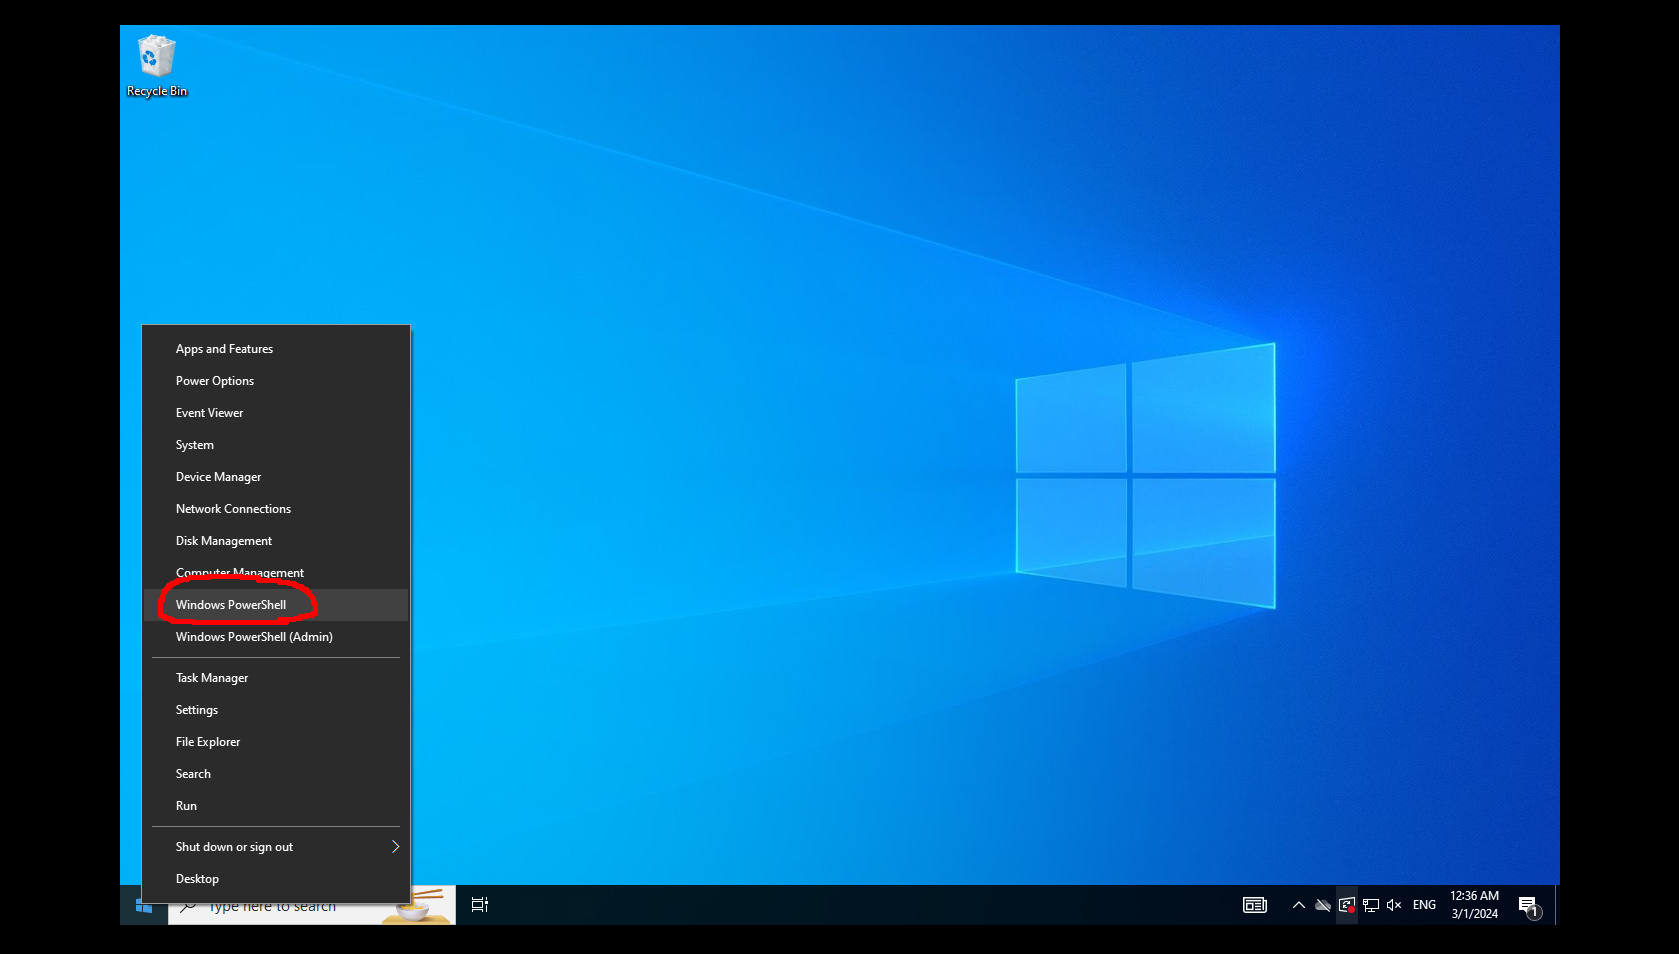 Recycle Bin
Apps and Features
Power Options
Event Viewer
System
Device Manager
Network Connections
Disk Management
Computer Management
Windows PowerShell
Windows PowerShell (Admin)
Task Manager
Settings
File Explorer
Search
Run
Shut down or sign out
Desktop
Type here to search
ENG
12:36 AM
3/1/2024
1